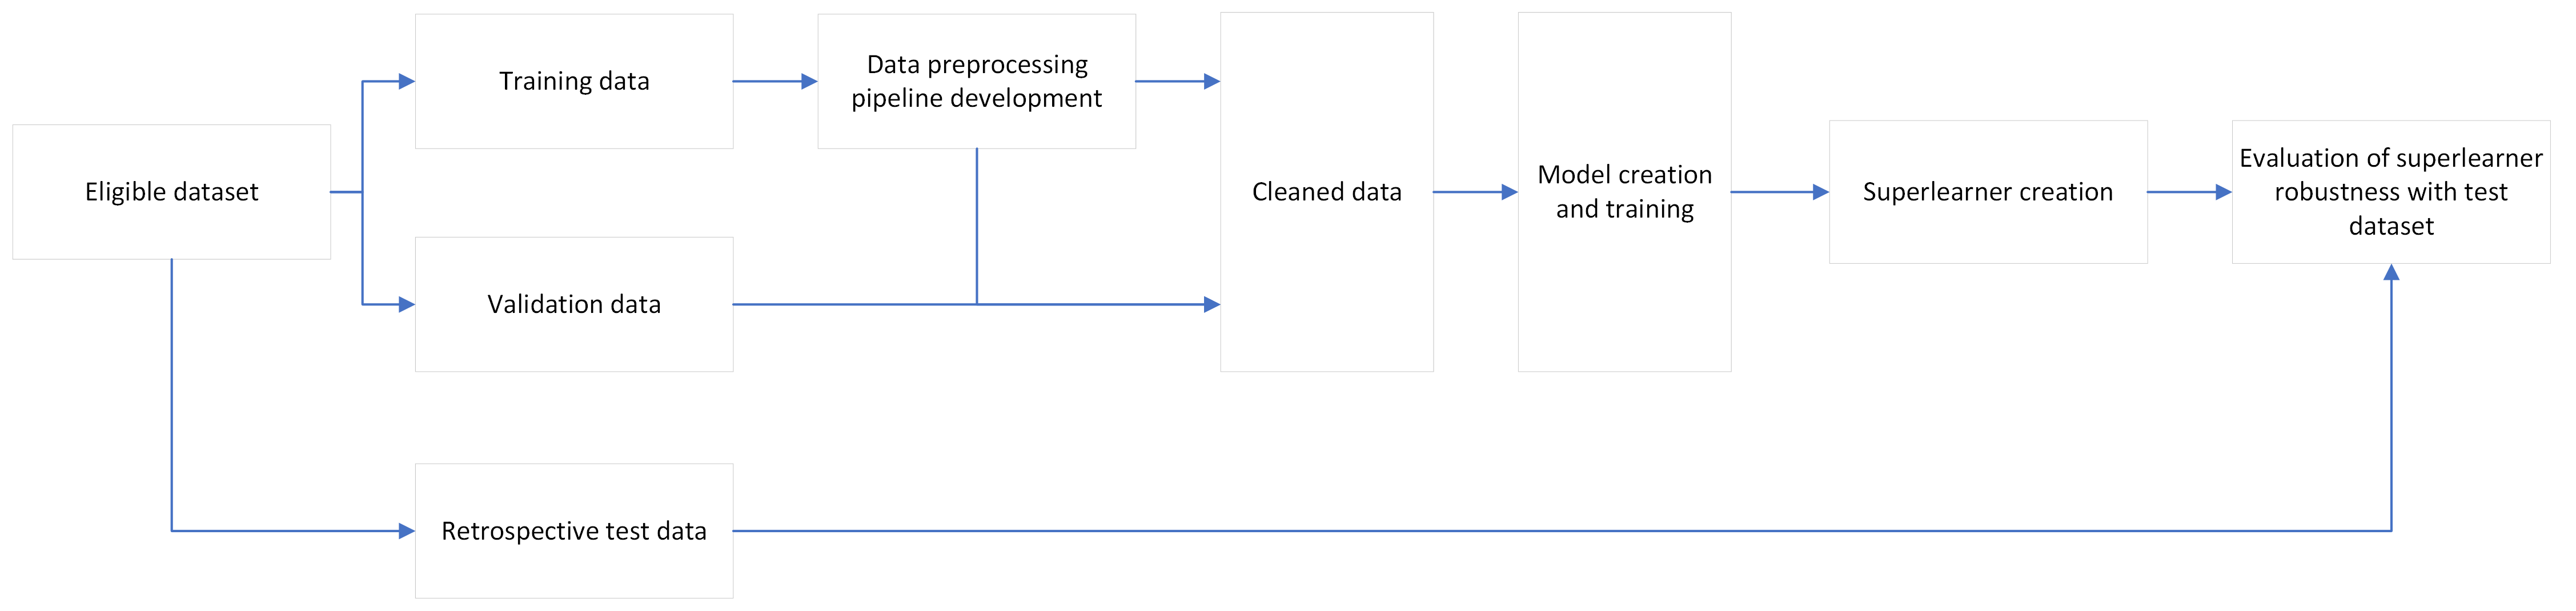 Eligible dataset
Training data
Validation data
Retrospective test data
Data preprocessing
pipeline development
Cleaned data
Model creation
and training
Superlearner creation
Evaluation of superlearner
robustness with test
dataset